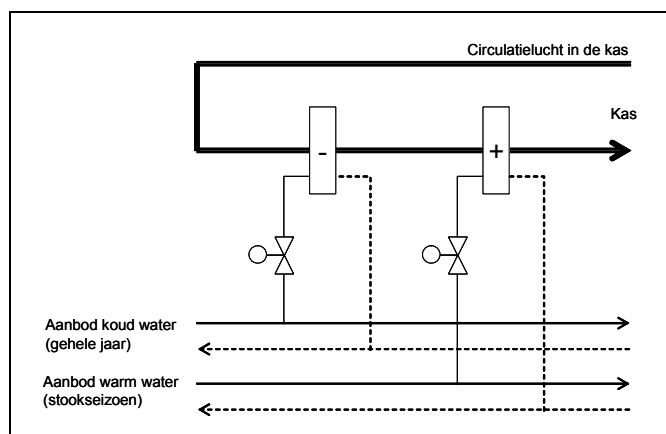 Circulatielucht in de kas
Kas
-
+
Aanbod koud water
(gehele jaar)
Aanbod warm water
(stookseizoen)